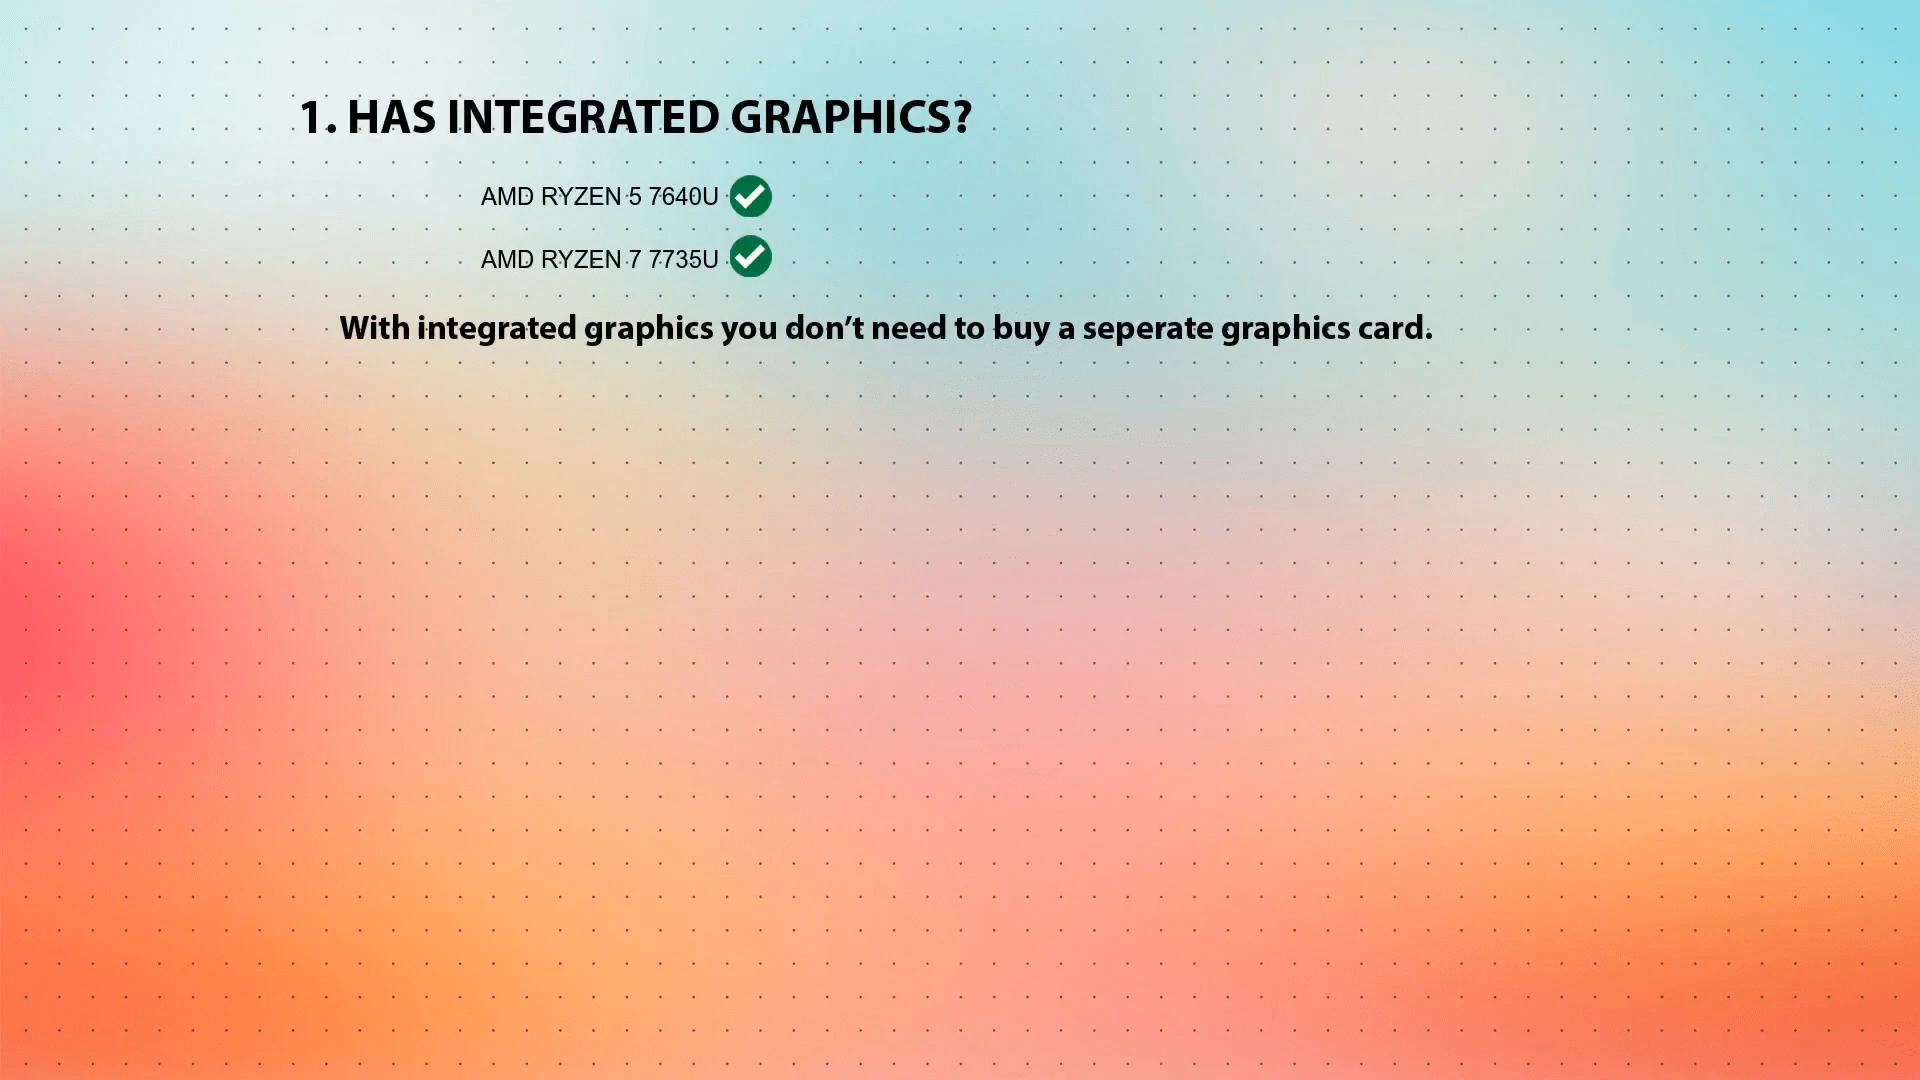 1. HAS INTEGRATED GRAPHICS?
AMD RYZEN 5 7640U
AMD RYZEN 7 7735U
With integrated graphics you don’t need to buy a seperate graphics card.